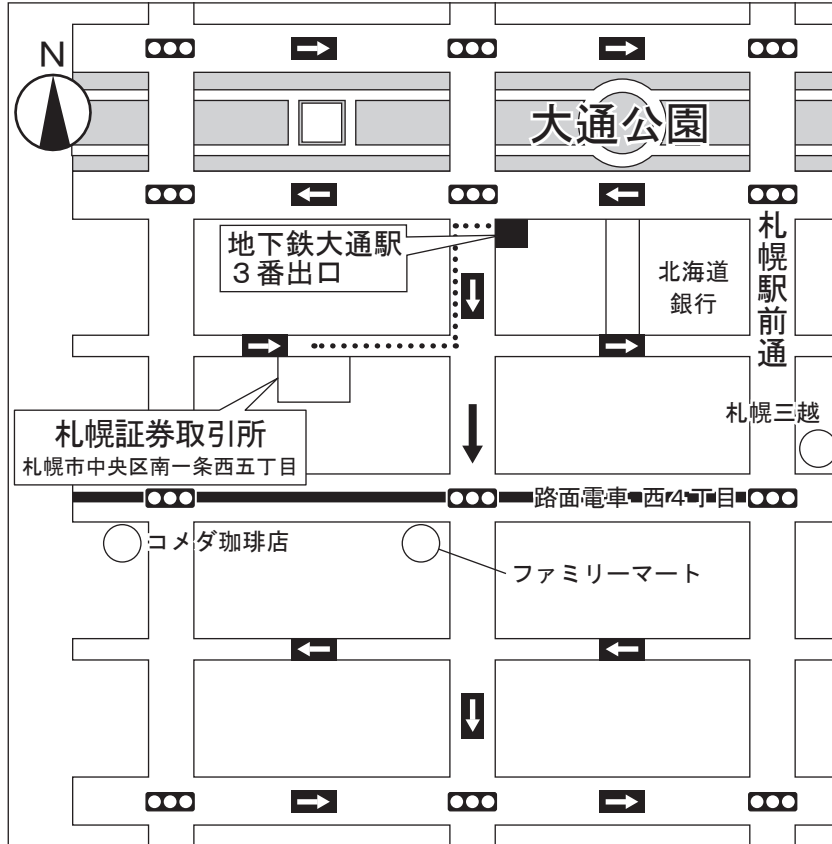 N
大通公園
地下鉄大通駅
3番出口
北海道
銀行
札幌駅前通
札幌三越
札幌証券取引所
札幌市中央区南一条西五丁目
路面電車 西4丁目
コメダ珈琲店
ファミリーマート